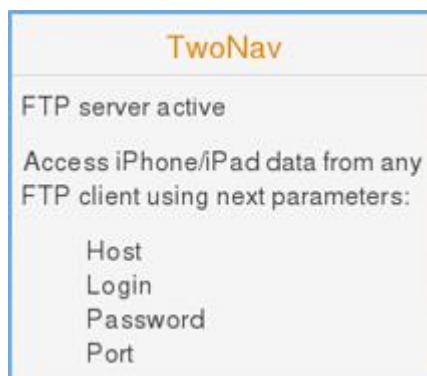 TwoNav
FTP server active
Access iPhone/iPad data from any
FTP client using next parameters:
Host
Login
Password
Port